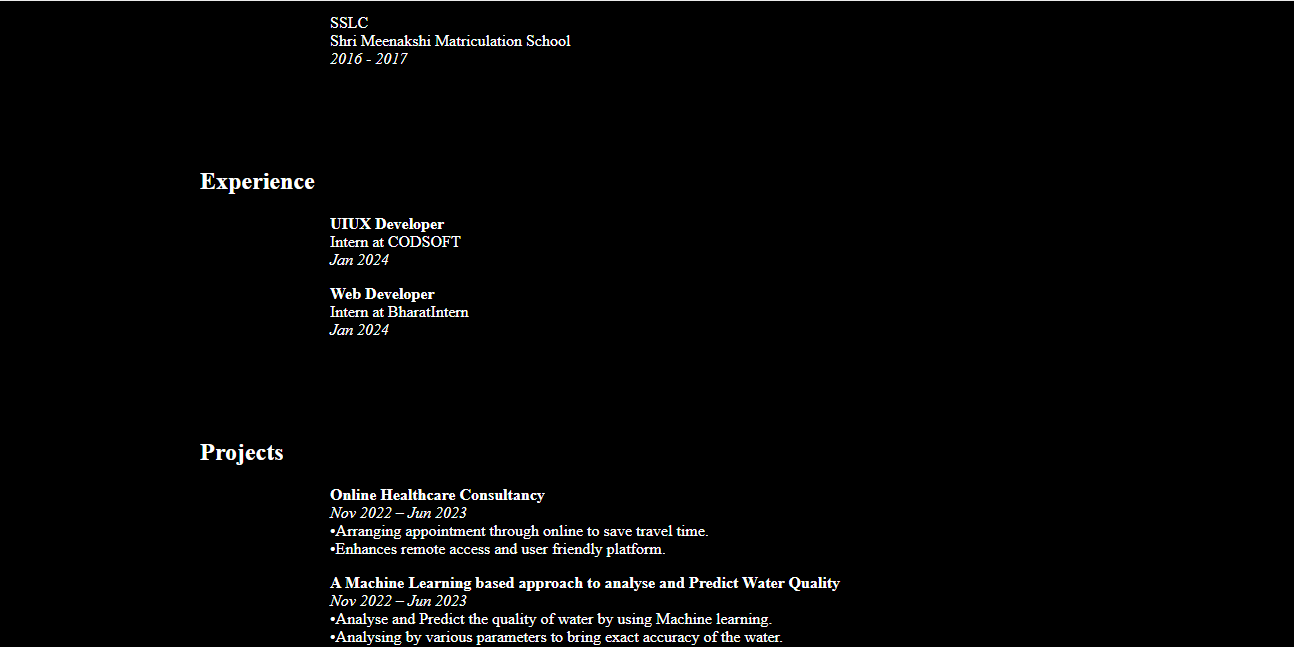 SSLC
Shri Meenakshi Matriculation School
2016 - 2017
Experience
UIUX Developer
Intern at CODSOFT
Jan 2024
Web Developer
Intern at BharatIntern
Jan 2024
Projects
Online Healthcare Consultancy
Nov 2022 – Jun 2023
•Arranging appointment through online to save travel time.
•Enhances remote access and user friendly platform.
A Machine Learning based approach to analyse and Predict Water Quality
Nov 2022 – Jun 2023
•Analyse and Predict the quality of water by using Machine learning.
•Analysing by various parameters to bring exact accuracy of the water.